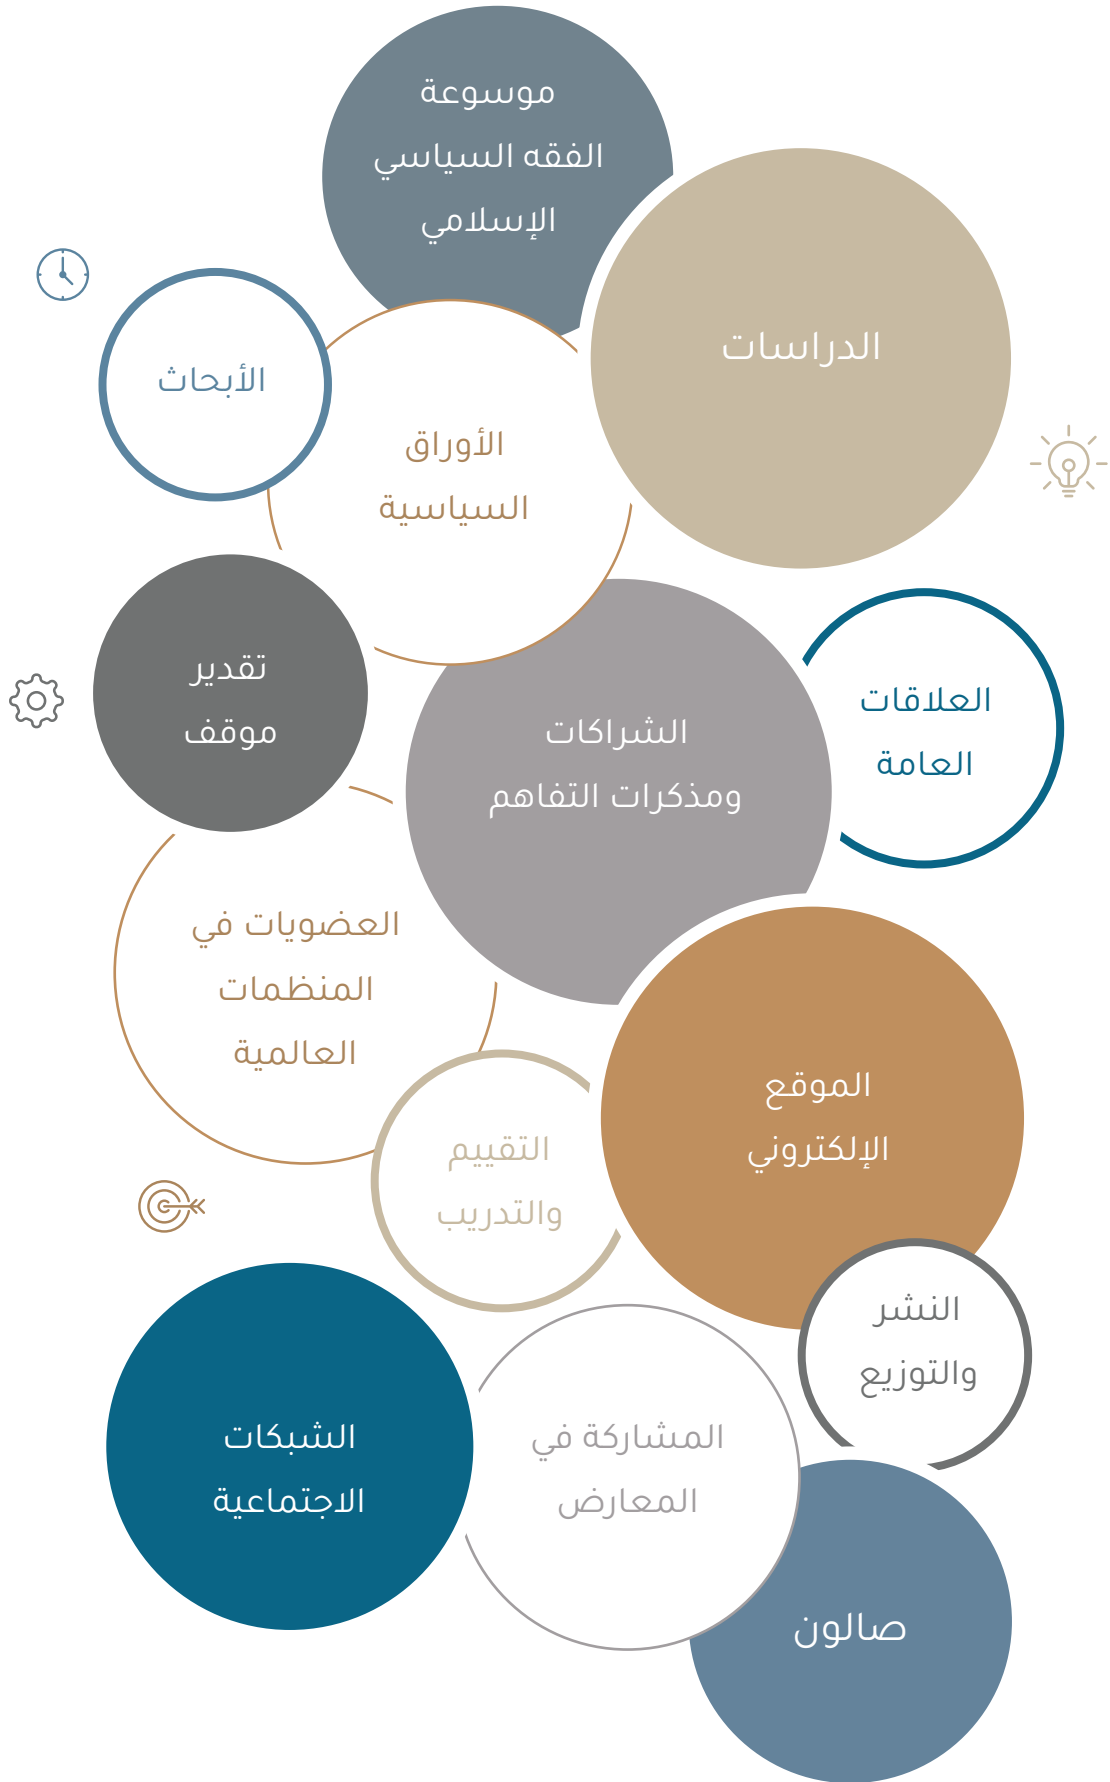 موسوعة
الفقه السياسي
الإسلامي
الدراسات
الأبحاث
الأوراق
السياسية
تقدير
موقف
الشراكات
ومذكرات التفاهم
العلاقات
العامة
العضويات في
المنظمات
العالمية
الموقع
الإلكتروني
التقييم
والتدريب
النشر
والتوزيع
المشاركة في
المعارض
الشبكات
الاجتماعية
صالون